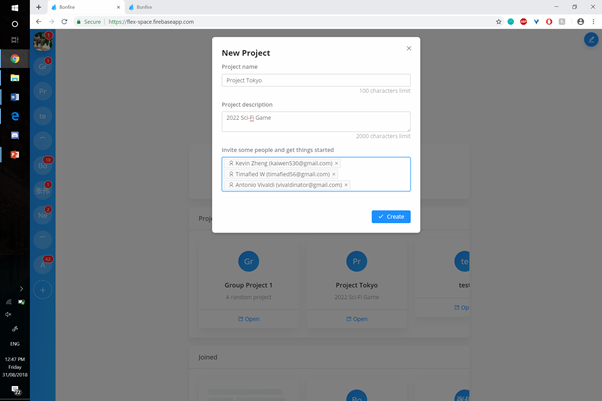 Bonfire
Bonfire
Secure
https://flex-space.firebaseapp.com
New Project
Project name
Project Tokyo
100 characters limit
Project description
2022 Sci-Fi Game
2000 characters limit
Invite some people and get things started
Kevin Zheng (kaiwen530@gmail.com)
Timafied W (timafied56@gmail.com)
Antonio Vivaldi (vivaldinator@gmail.com)
Create
Gr
Pr
te
Bo
Ne
A
Proje
Gr
Pr
te
Group Project 1
Project Tokyo
test
A random project
2022 Sci-Fi Game
Open
Open
Op
Joined
ENG
12:47 PM
Friday
31/08/2018